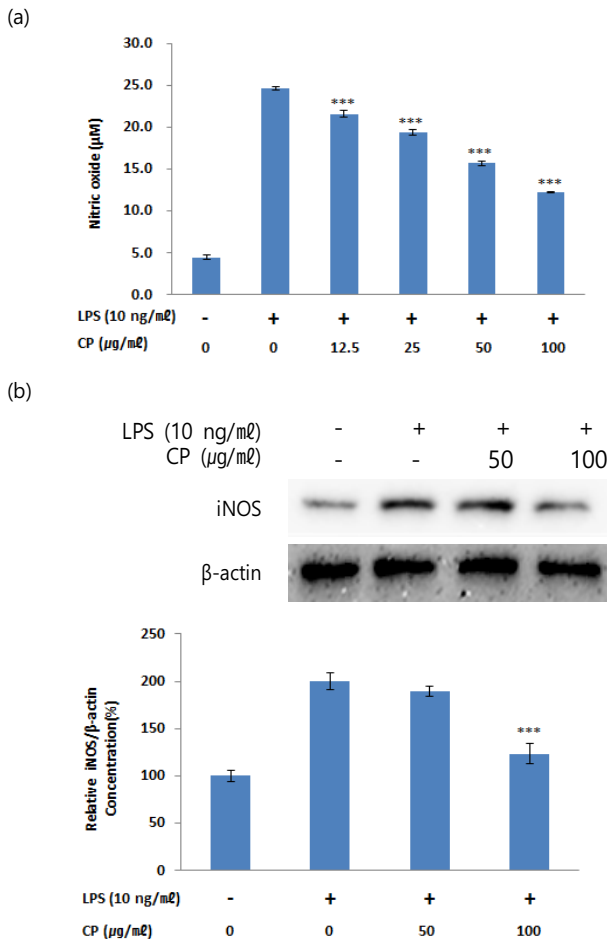 (a)
30.0
25.0
20.0
15.0
10.0
5.0
0.0
Nitric oxide (μM)
*** *** *** ***
LPS (10 ng/㎖) - + + + + +
CP (μg/㎖) 0 0 12.5 25 50 100
(b)
LPS (10 ng/㎖) - + + +
CP (μg/㎖) - - 50 100
iNOS
β-actin
250
200
150
100
50
0
Relative iNOS/β-actin
Concentration(%)
***
LPS (10 ng/㎖) - + + +
CP (μg/㎖) 0 0 50 100